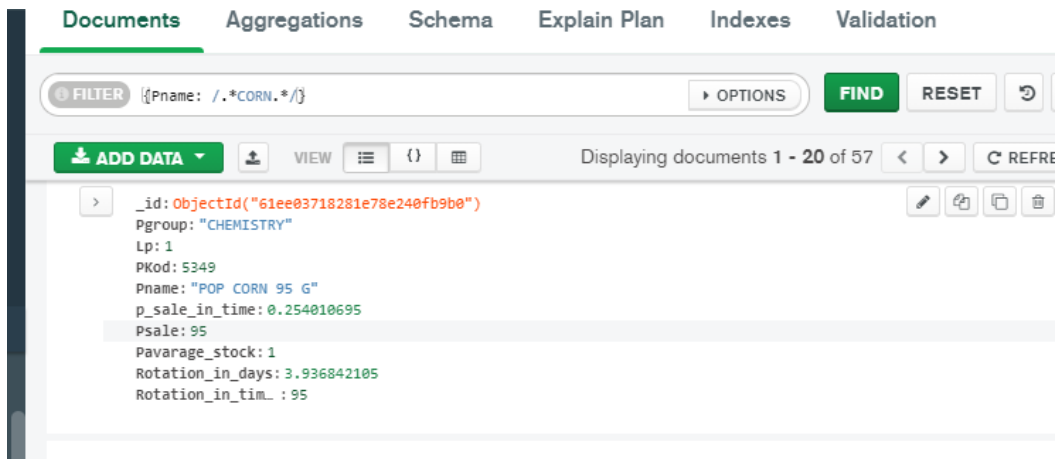 Documents Aggregations Schema Explain Plan Indexes Validation
FILTER {Pname: /.*CORN.*/} OPTIONS FIND RESET
ADD DATA VIEW {} Displaying documents 1 - 20 of 57 < > REFRE
_id: ObjectId("61ee03718281e78e240fb9b0")
Pgroup: "CHEMISTRY"
Lp: 1
PKod: 5349
Pname: "POP CORN 95 G"
p_sale_in_time: 0.254010695
Psale: 95
Pavarage_stock: 1
Rotation_in_days: 3.936842105
Rotation_in_tim… : 95